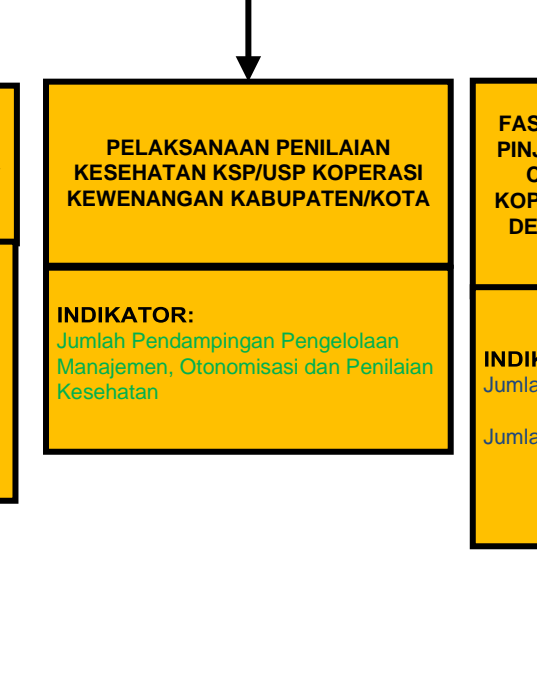 PELAKSANAAN PENILAIAN
KESEHATAN KSP/USP KOPERASI
KEWENANGAN KABUPATEN/KOTA
INDIKATOR:
Jumlah Pendampingan Pengelolaan
Manajemen, Otonomisasi dan Penilaian
Kesehatan